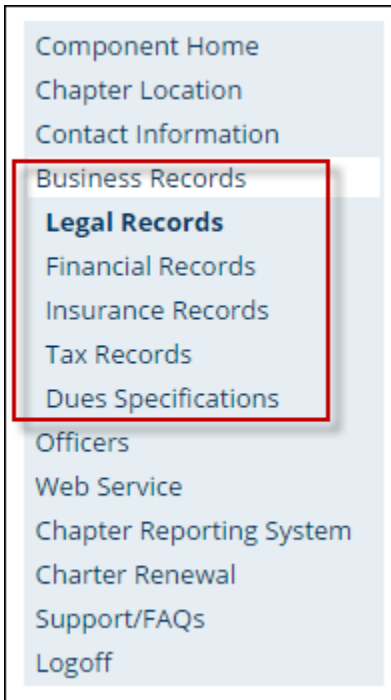 Component Home
Chapter Location
Contact Information
Business Records
Legal Records
Financial Records
Insurance Records
Tax Records
Dues Specifications
Officers
Web Service
Chapter Reporting System
Charter Renewal
Support/FAQs
Logoff